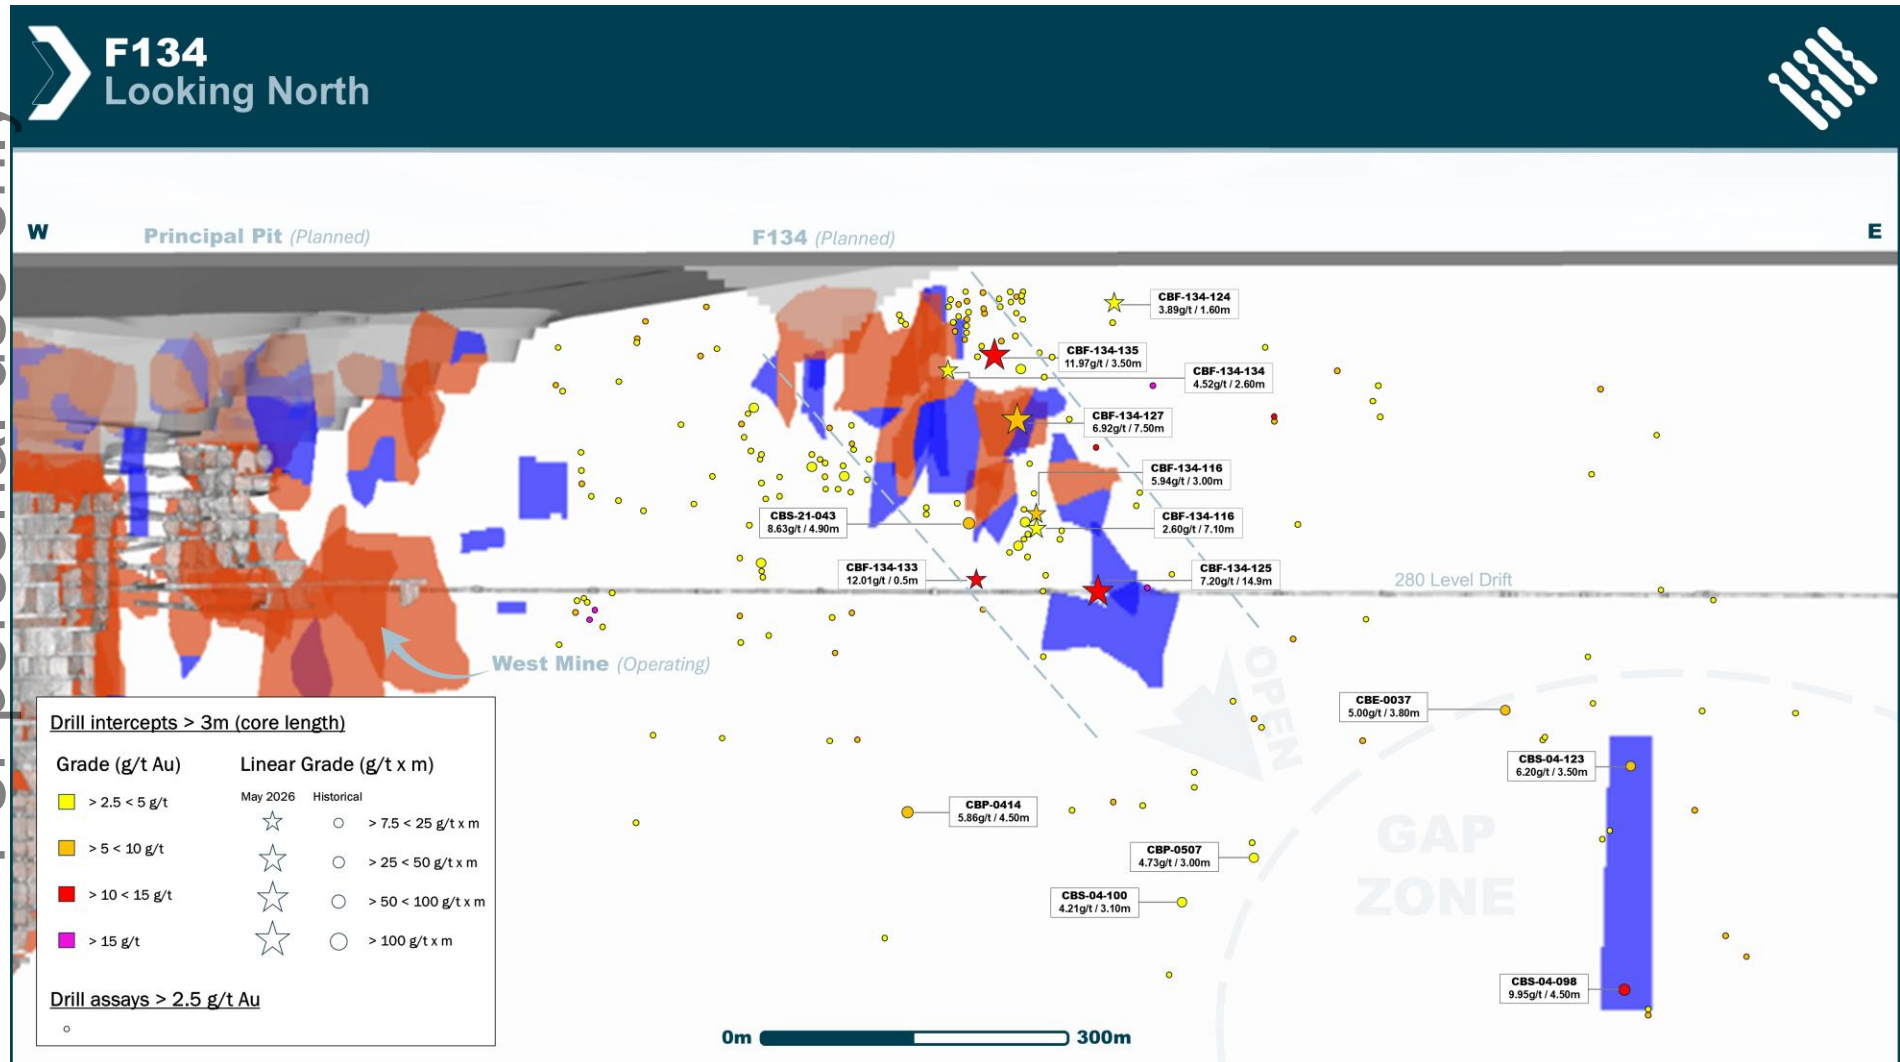 F134
Looking North
W
Principal Pit (Planned)
F134 (Planned)
E
CBF-134-124
3.89g/t / 1.60m
CBF-134-135
11.97g/t / 3.50m
CBF-134-134
4.52g/t / 2.60m
CBF-134-127
6.92g/t / 7.50m
CBF-134-116
5.94g/t / 3.00m
CBS-21-043
8.63g/t / 4.90m
CBF-134-116
2.60g/t / 7.10m
CBF-134-133
12.01g/t / 0.5m
CBF-134-125
7.20g/t / 14.9m
280 Level Drift
West Mine (Operating)
OPEN
CBE-0037
5.00g/t / 3.80m
CBS-04-123
6.20g/t / 3.50m
CBP-0414
5.86g/t / 4.50m
GAP
ZONE
CBP-0507
4.73g/t / 3.00m
CBS-04-100
4.21g/t / 3.10m
CBS-04-098
9.95g/t / 4.50m
Drill intercepts > 3m (core length)
Grade (g/t Au)
Linear Grade (g/t x m)
May 2026
Historical
> 2.5 < 5 g/t
> 7.5 < 25 g/t x m
> 5 < 10 g/t
> 25 < 50 g/t x m
> 10 < 15 g/t
> 50 < 100 g/t x m
> 15 g/t
> 100 g/t x m
Drill assays > 2.5 g/t Au
0m
300m